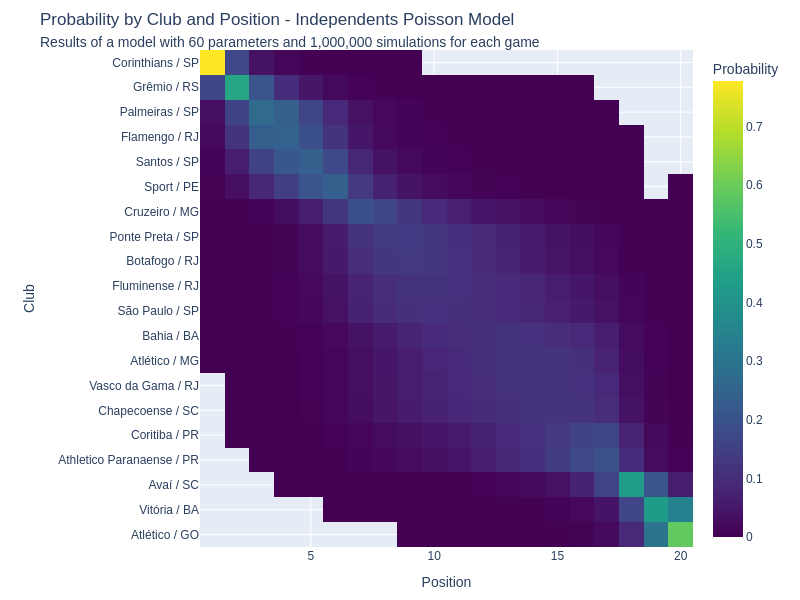 Probability by Club and Position - Independents Poisson Model
Results of a model with 60 parameters and 1,000,000 simulations for each game
Corinthians / SP
Grêmio / RS
Palmeiras / SP
Flamengo / RJ
Santos / SP
Sport / PE
Cruzeiro / MG
Ponte Preta / SP
Botafogo / RJ
Fluminense / RJ
São Paulo / SP
Bahia / BA
Atlético / MG
Vasco da Gama / RJ
Chapecoense / SC
Coritiba / PR
Athletico Paranaense / PR
Avaí / SC
Vitória / BA
Atlético / GO
Club
5
10
15
20
Position
Probability
0.7
0.6
0.5
0.4
0.3
0.2
0.1
0